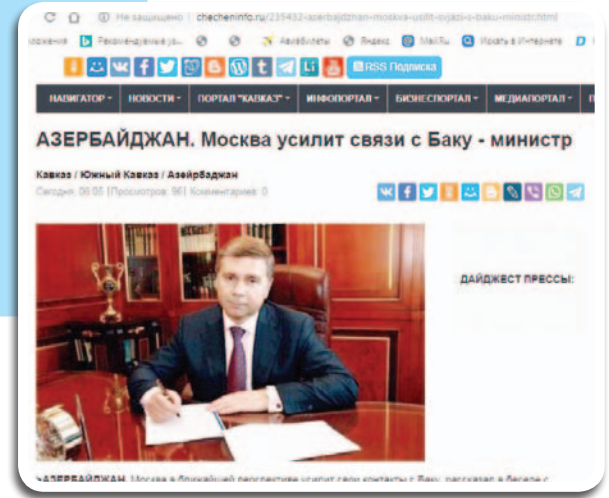 Не защищено | checheninfo.ru/235432-azerbajdzhan-moskva-usilit-svjazi-s-baku-ministr.html
Авиабилеты Яндекс Mail.Ru Искать в Интернете
RSS Подписка
НАВИГАТОР НОВОСТИ ПОРТАЛ "КАВКАЗ" ИНФОПОРТАЛ БИЗНЕСПОРТАЛ МЕДИАПОРТАЛ
АЗЕРБАЙДЖАН. Москва усилит связи с Баку - министр
Кавказ / Южный Кавказ / Азейрбаджан
Сегодня, 06:05 | Просмотров: 96 | Комментариев: 0
ДАЙДЖЕСТ ПРЕССЫ:
АЗЕРБАЙДЖАН. Москва в ближайшей перспективе усилит свои контакты с Баку, рассказал в беседе с